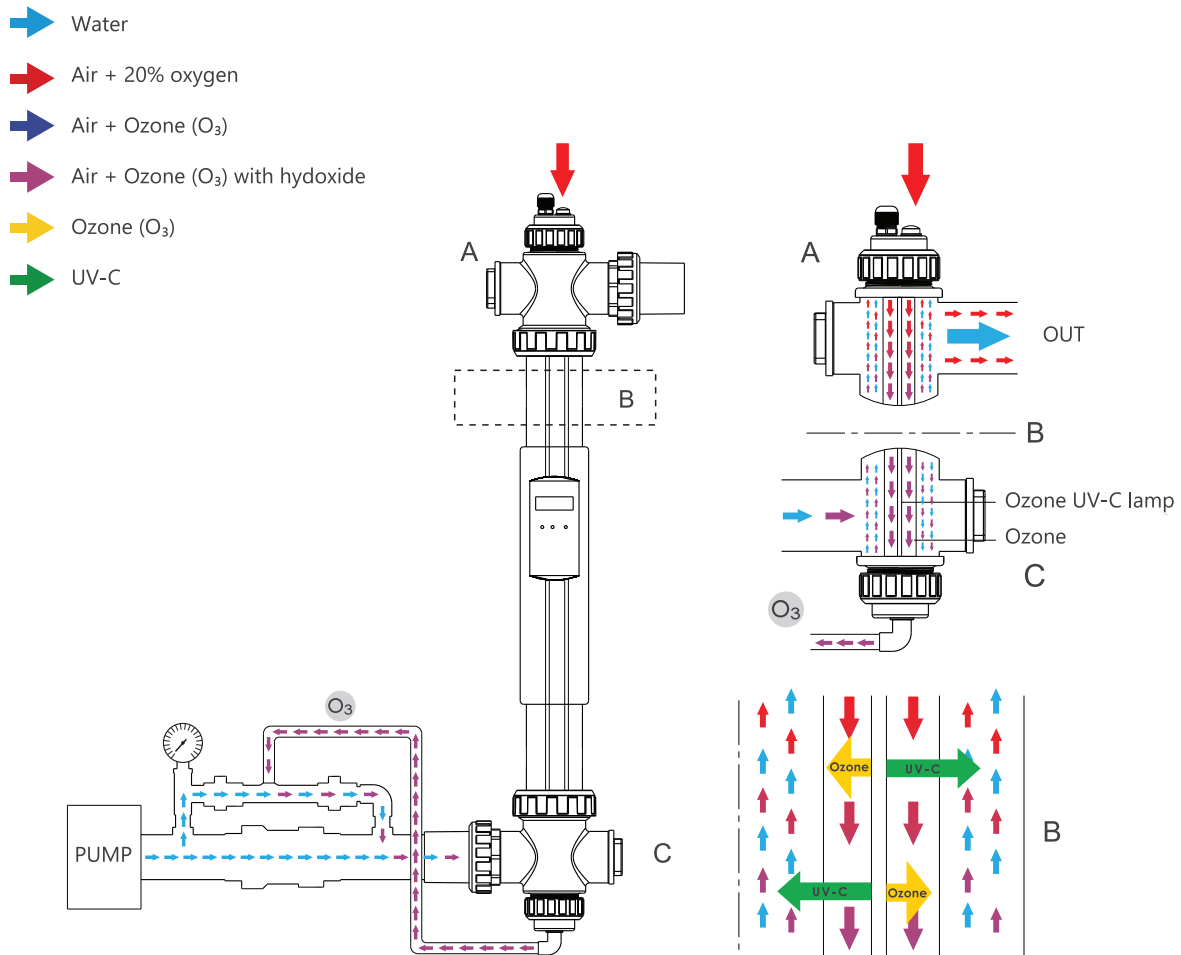 Water
Air + 20% oxygen
Air + Ozone (O₃)
Air + Ozone (O₃) with hydoxide
Ozone (O₃)
UV-C
A
B
O₃
PUMP
C
A
OUT
B
Ozone UV-C lamp
Ozone
C
O₃
Ozone
UV-C
B
UV-C
Ozone